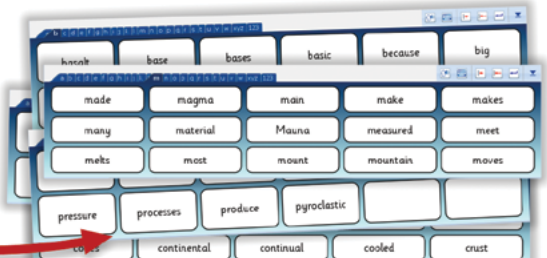 basalt base bases basic because big
made magma main make makes
many material Mauna measured meet
melts most mount mountain moves
pressure processes produce pyroclastic
continental continual cooled crust